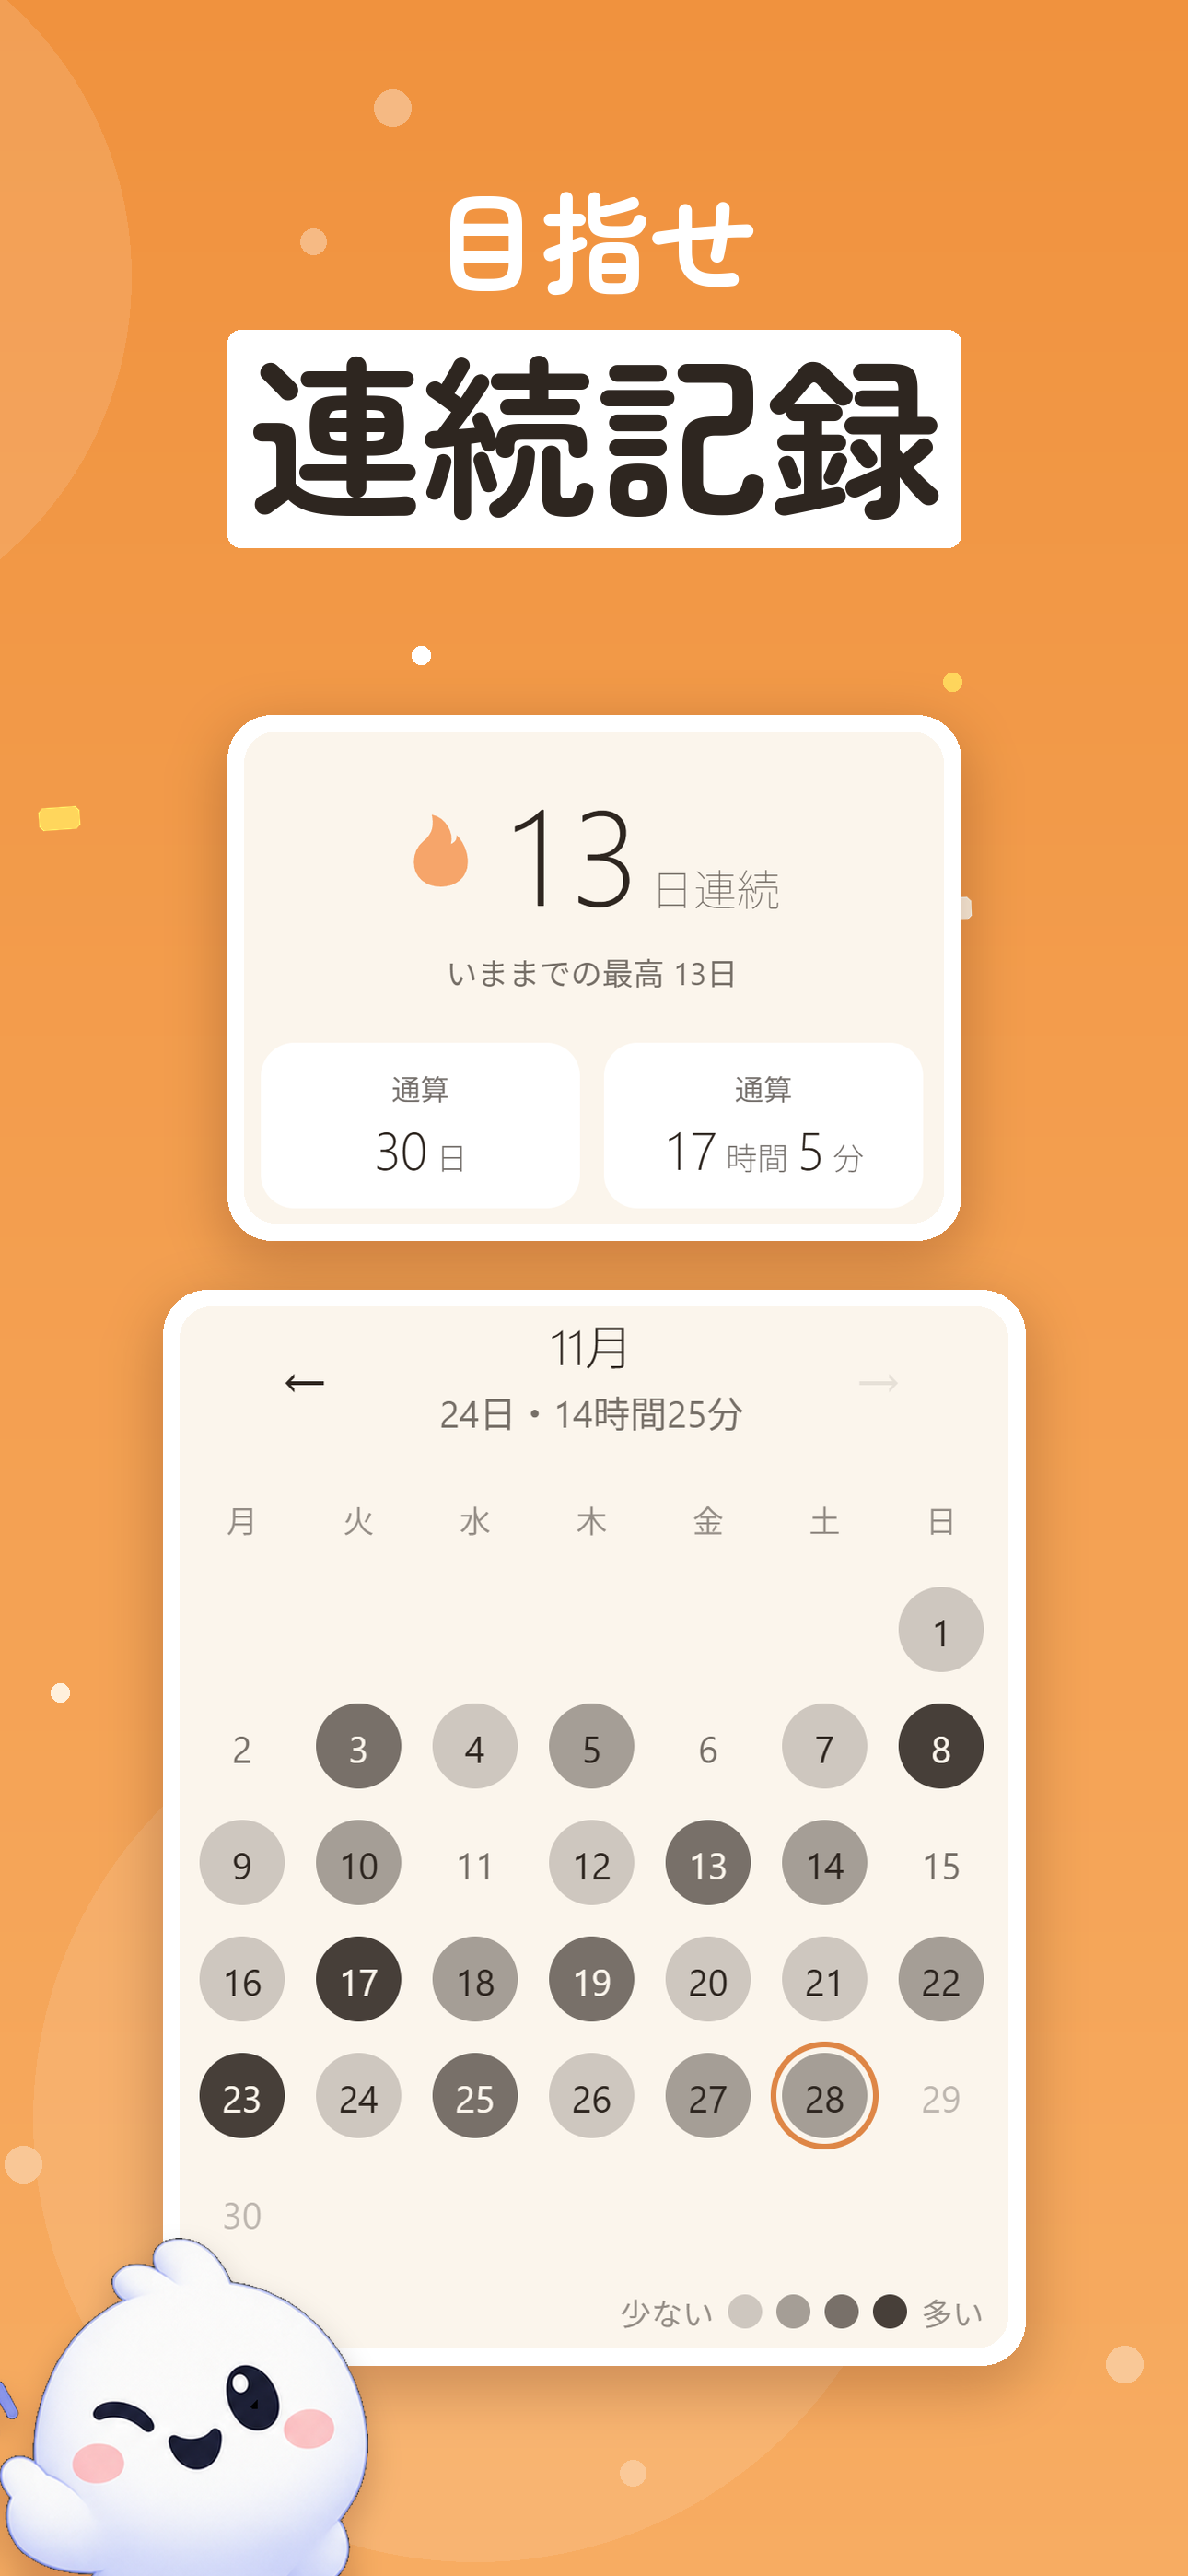 目指せ
連続記録
13 日連続
いままでの最高 13日
通算 通算
30 日 17 時間 5 分
← 11月 →
24日・14時間25分
月 火 水 木 金 土 日
1
2 3 4 5 6 7 8
9 10 11 12 13 14 15
16 17 18 19 20 21 22
23 24 25 26 27 28 29
30
少ない 多い